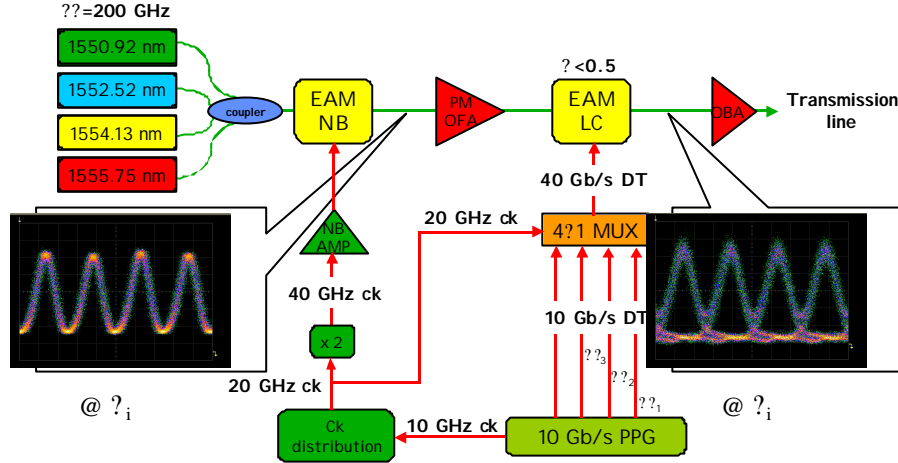 ??=200 GHz
1550.92 nm
1552.52 nm
1554.13 nm
1555.75 nm
coupler
EAM
NB
PM
OFA
?<0.5
EAM
LC
OBA
Transmission
line
40 Gb/s DT
20 GHz ck
4?1 MUX
NB
AMP
40 GHz ck
10 Gb/s DT
x 2
??3
??2
??1
20 GHz ck
@ ?i
@ ?i
Ck
distribution
10 GHz ck
10 Gb/s PPG